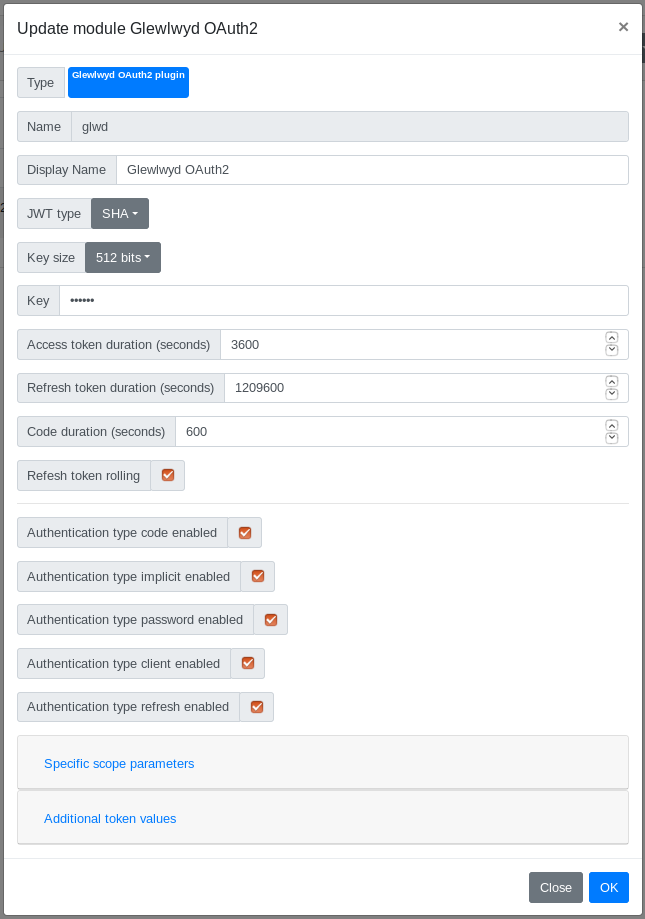 Update module Glewlwyd OAuth2 ×
Type Glewlwyd OAuth2 plugin
Name glwd
Display Name Glewlwyd OAuth2
JWT type SHA
Key size 512 bits
Key ••••••
Access token duration (seconds) 3600
Refresh token duration (seconds) 1209600
Code duration (seconds) 600
Refesh token rolling
Authentication type code enabled
Authentication type implicit enabled
Authentication type password enabled
Authentication type client enabled
Authentication type refresh enabled
Specific scope parameters
Additional token values
Close OK